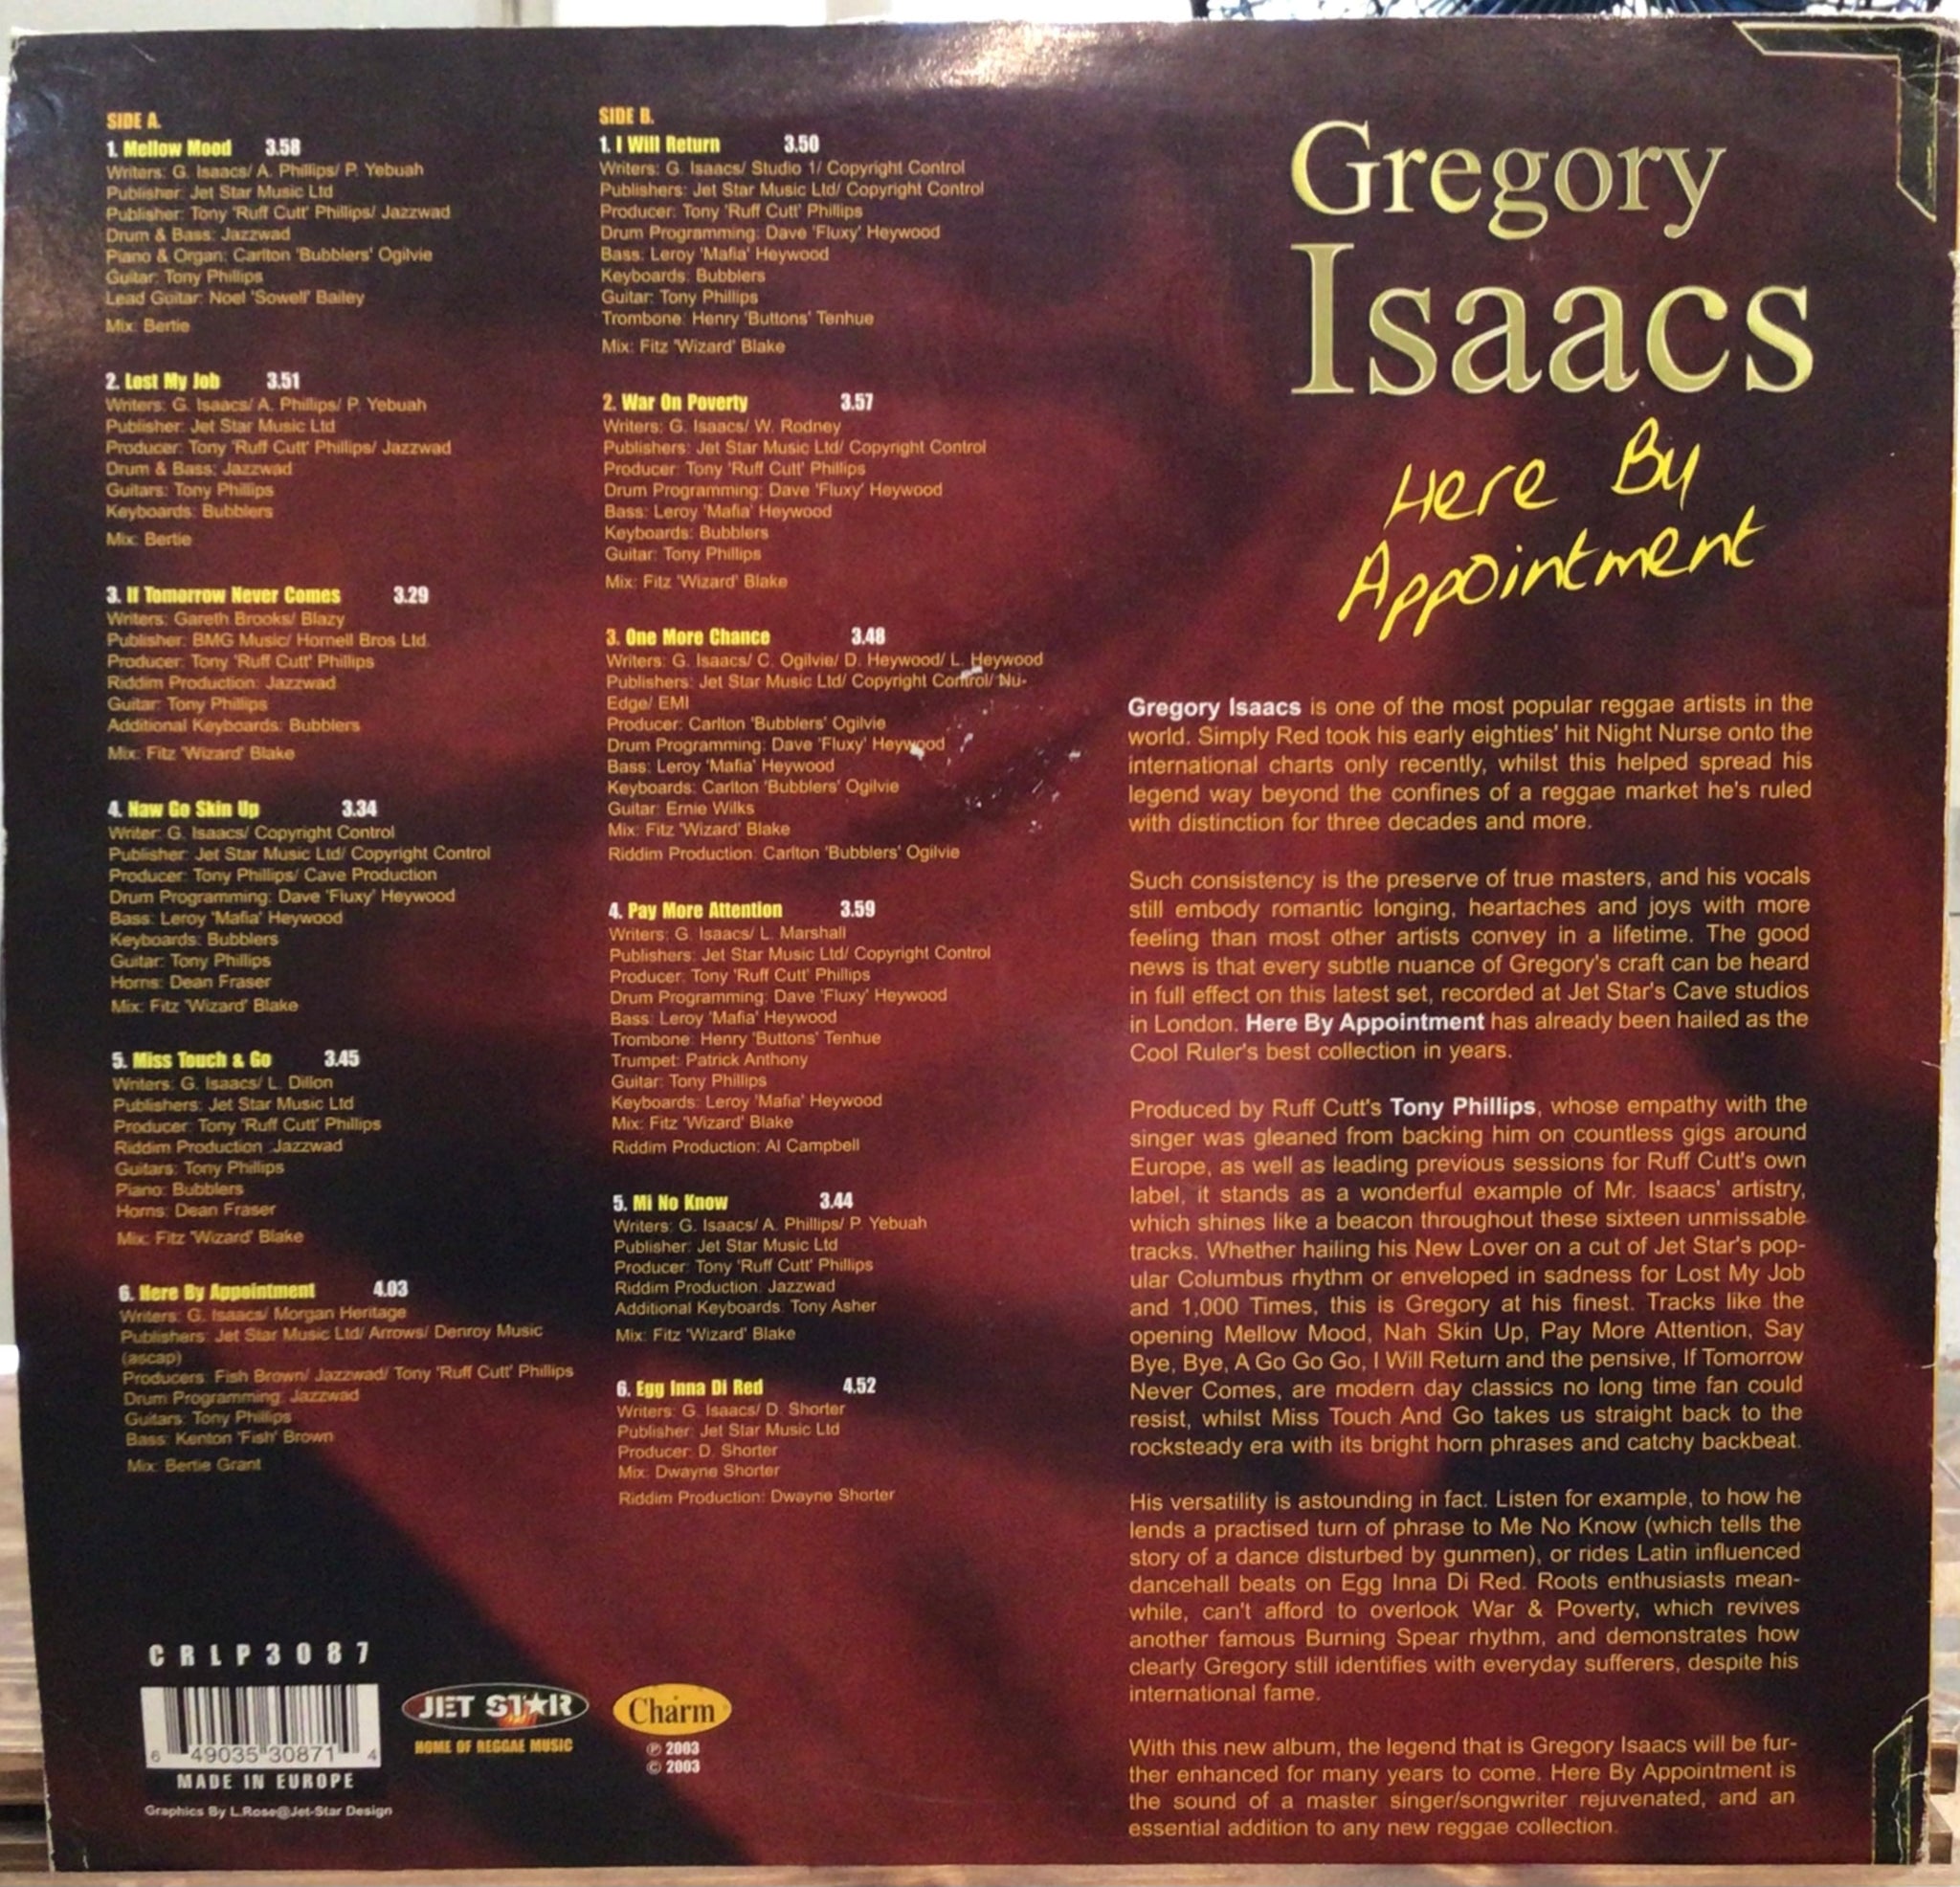 SIDE A.
1. Mellow Mood 3.58
Writers: G. Isaacs/ A. Phillips/ P. Yebuah
Publisher: Jet Star Music Ltd
Publisher: Tony 'Ruff Cutt' Phillips/ Jazzwad
Drum & Bass: Jazzwad
Piano & Organ: Carlton 'Bubblers' Ogilvie
Guitar: Tony Phillips
Lead Guitar: Noel 'Sowell' Bailey
Mix: Bertie
2. Lost My Job 3.51
Writers: G. Isaacs/ A. Phillips/ P. Yebuah
Publisher: Jet Star Music Ltd
Producer: Tony 'Ruff Cutt' Phillips/ Jazzwad
Drum & Bass: Jazzwad
Guitars: Tony Phillips
Keyboards: Bubblers
Mix: Bertie
3. If Tomorrow Never Comes 3.29
Writers: Gareth Brooks/ Blazy
Publisher: BMG Music/ Hornell Bros Ltd.
Producer: Tony 'Ruff Cutt' Phillips
Riddim Production: Jazzwad
Guitar: Tony Phillips
Additional Keyboards: Bubblers
Mix: Fitz 'Wizard' Blake
4. Naw Go Skin Up 3.34
Writer: G. Isaacs/ Copyright Control
Publisher: Jet Star Music Ltd/ Copyright Control
Producer: Tony Phillips/ Cave Production
Drum Programming: Dave 'Fluxy' Heywood
Bass: Leroy 'Mafia' Heywood
Keyboards: Bubblers
Guitar: Tony Phillips
Horns: Dean Fraser
Mix: Fitz 'Wizard' Blake
5. Miss Touch & Go 3.45
Writers: G. Isaacs/ L. Dillon
Publishers: Jet Star Music Ltd
Producer: Tony 'Ruff Cutt' Phillips
Riddim Production :Jazzwad
Guitars: Tony Phillips
Piano: Bubblers
Horns: Dean Fraser
Mix: Fitz 'Wizard' Blake
6. Here By Appointment 4.03
Writers: G. Isaacs/ Morgan Heritage
Publishers: Jet Star Music Ltd/ Arrows/ Denroy Music
(ascap)
Producers: Fish Brown/ Jazzwad/ Tony 'Ruff Cutt' Phillips
Drum Programming: Jazzwad
Guitars: Tony Phillips
Bass: Kenton 'Fish' Brown
Mix: Bertie Grant
SIDE B.
1. I Will Return 3.50
Writers: G. Isaacs/ Studio 1/ Copyright Control
Publishers: Jet Star Music Ltd/ Copyright Control
Producer: Tony 'Ruff Cutt' Phillips
Drum Programming: Dave 'Fluxy' Heywood
Bass: Leroy 'Mafia' Heywood
Keyboards: Bubblers
Guitar: Tony Phillips
Trombone: Henry 'Buttons' Tenhue
Mix: Fitz 'Wizard' Blake
2. War On Poverty 3.57
Writers: G. Isaacs/ W. Rodney
Publishers: Jet Star Music Ltd/ Copyright Control
Producer: Tony 'Ruff Cutt' Phillips
Drum Programming: Dave 'Fluxy' Heywood
Bass: Leroy 'Mafia' Heywood
Keyboards: Bubblers
Guitar: Tony Phillips
Mix: Fitz 'Wizard' Blake
3. One More Chance 3.48
Writers: G. Isaacs/ C. Ogilvie/ D. Heywood/ L. Heywood
Publishers: Jet Star Music Ltd/ Copyright Control/ Nu-
Edge/ EMI
Producer: Carlton 'Bubblers' Ogilvie
Drum Programming: Dave 'Fluxy' Heywood
Bass: Leroy 'Mafia' Heywood
Keyboards: Carlton 'Bubblers' Ogilvie
Guitar: Ernie Wilks
Mix: Fitz 'Wizard' Blake
Riddim Production: Carlton 'Bubblers' Ogilvie
4. Pay More Attention 3.59
Writers: G. Isaacs/ L. Marshall
Publishers: Jet Star Music Ltd/ Copyright Control
Producer: Tony 'Ruff Cutt' Phillips
Drum Programming: Dave 'Fluxy' Heywood
Bass: Leroy 'Mafia' Heywood
Trombone: Henry 'Buttons' Tenhue
Trumpet: Patrick Anthony
Guitar: Tony Phillips
Keyboards: Leroy 'Mafia' Heywood
Mix: Fitz 'Wizard' Blake
Riddim Production: Al Campbell
5. Mi No Know 3.44
Writers: G. Isaacs/ A. Phillips/ P. Yebuah
Publisher: Jet Star Music Ltd
Producer: Tony 'Ruff Cutt' Phillips
Riddim Production: Jazzwad
Additional Keyboards: Tony Asher
Mix: Fitz 'Wizard' Blake
6. Egg Inna Di Red 4.52
Writers: G. Isaacs/ D. Shorter
Publisher: Jet Star Music Ltd
Producer: D. Shorter
Mix: Dwayne Shorter
Riddim Production: Dwayne Shorter
Gregory
Isaacs
Here By
Appointment
Gregory Isaacs is one of the most popular reggae artists in the
world. Simply Red took his early eighties' hit Night Nurse onto the
international charts only recently, whilst this helped spread his
legend way beyond the confines of a reggae market he's ruled
with distinction for three decades and more.
Such consistency is the preserve of true masters, and his vocals
still embody romantic longing, heartaches and joys with more
feeling than most other artists convey in a lifetime. The good
news is that every subtle nuance of Gregory's craft can be heard
in full effect on this latest set, recorded at Jet Star's Cave studios
in London. Here By Appointment has already been hailed as the
Cool Ruler's best collection in years.
Produced by Ruff Cutt's Tony Phillips, whose empathy with the
singer was gleaned from backing him on countless gigs around
Europe, as well as leading previous sessions for Ruff Cutt's own
label, it stands as a wonderful example of Mr. Isaacs' artistry,
which shines like a beacon throughout these sixteen unmissable
tracks. Whether hailing his New Lover on a cut of Jet Star's pop-
ular Columbus rhythm or enveloped in sadness for Lost My Job
and 1,000 Times, this is Gregory at his finest. Tracks like the
opening Mellow Mood, Nah Skin Up, Pay More Attention, Say
Bye, Bye, A Go Go Go, I Will Return and the pensive, If Tomorrow
Never Comes, are modern day classics no long time fan could
resist, whilst Miss Touch And Go takes us straight back to the
rocksteady era with its bright horn phrases and catchy backbeat.
His versatility is astounding in fact. Listen for example, to how he
lends a practised turn of phrase to Me No Know (which tells the
story of a dance disturbed by gunmen), or rides Latin influenced
dancehall beats on Egg Inna Di Red. Roots enthusiasts mean-
while, can't afford to overlook War & Poverty, which revives
another famous Burning Spear rhythm, and demonstrates how
clearly Gregory still identifies with everyday sufferers, despite his
international fame.
With this new album, the legend that is Gregory Isaacs will be fur-
ther enhanced for many years to come. Here By Appointment is
the sound of a master singer/songwriter rejuvenated, and an
essential addition to any new reggae collection.
CRLP3087
6 49035 30871 4
MADE IN EUROPE
Graphics By L.Rose@Jet-Star Design
JET STAR
HOME OF REGGAE MUSIC
Charm
℗ 2003
© 2003